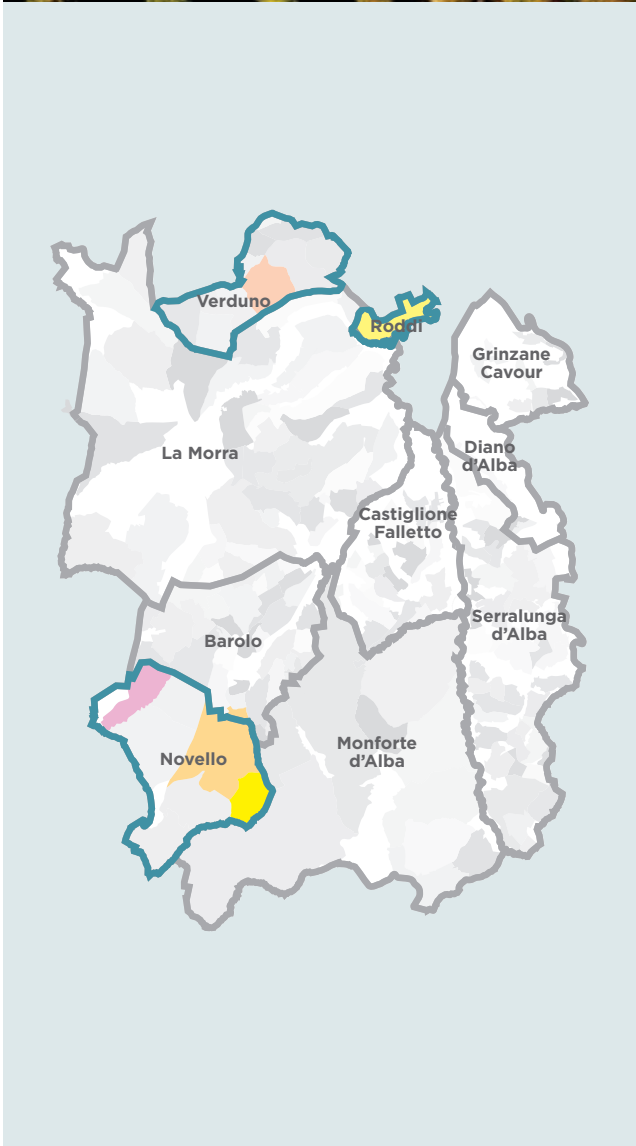 Verduno
Roddi
Grinzane
Cavour
La Morra
Diano
d'Alba
Castiglione
Falletto
Serralunga
d'Alba
Barolo
Novello
Monforte
d'Alba